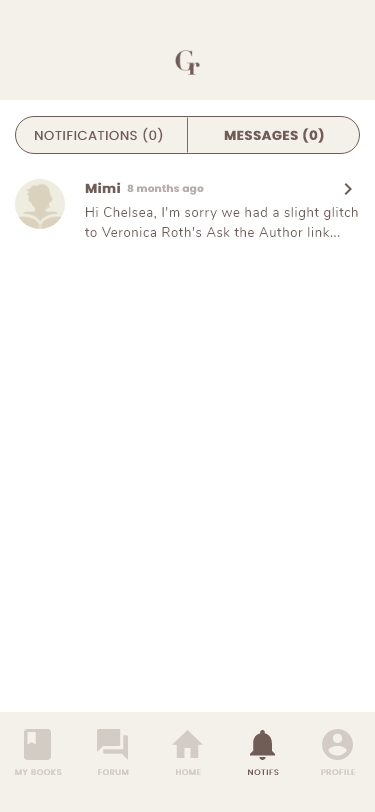 Gr
NOTIFICATIONS (0) MESSAGES (0)
Mimi 8 months ago
Hi Chelsea, I'm sorry we had a slight glitch
to Veronica Roth's Ask the Author link...
MY BOOKS FORUM HOME NOTIFS PROFILE